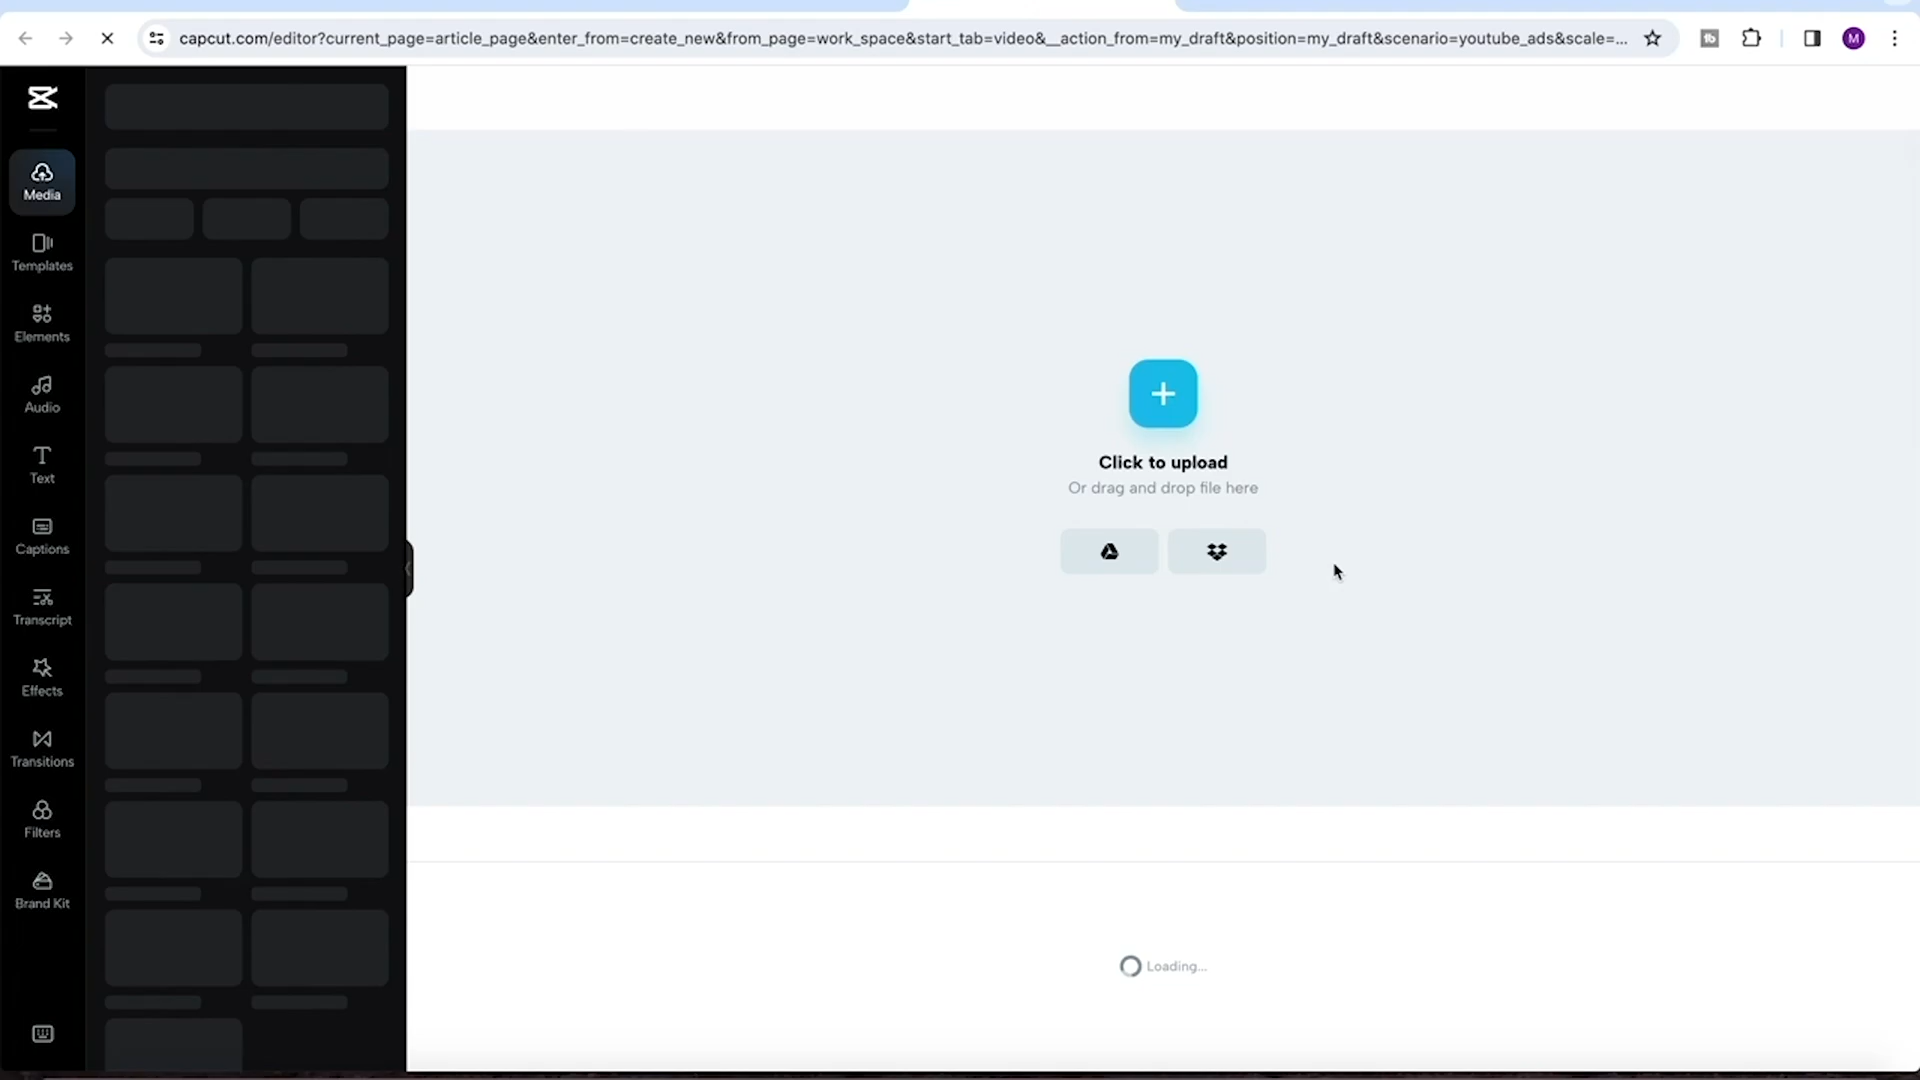 capcut.com/editor?current_page=article_page&enter_from=create_new&from_page=work_space&start_tab=video&__action_from=my_draft&position=my_draft&scenario=youtube_ads&scale=...
M
Media
Templates
Elements
Audio
Text
Captions
Transcript
Effects
Transitions
Filters
Brand Kit
Click to upload
Or drag and drop file here
Loading...